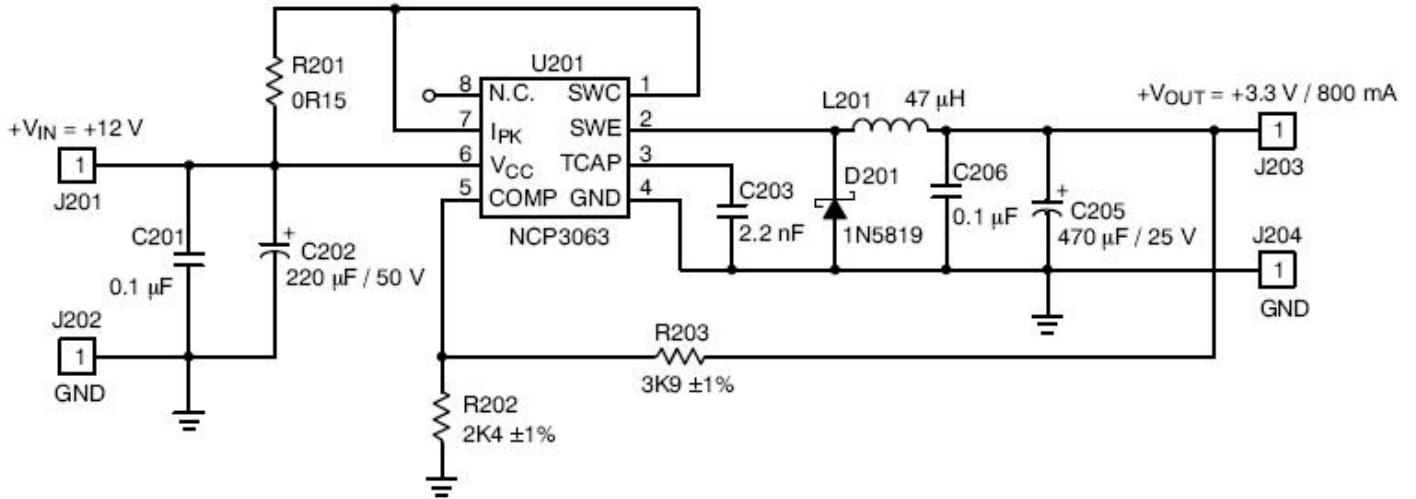 R201
0R15
+VIN = +12 V
1
J201
C201
0.1 µF
C202
+
220 µF / 50 V
J202
1
GND
U201
8 N.C. SWC 1
7 IPK SWE 2
6 VCC TCAP 3
5 COMP GND 4
NCP3063
L201 47 µH
C203
2.2 nF
D201
1N5819
C206
0.1 µF
+
C205
470 µF / 25 V
+VOUT = +3.3 V / 800 mA
1
J203
J204
1
GND
R203
3K9 ±1%
R202
2K4 ±1%